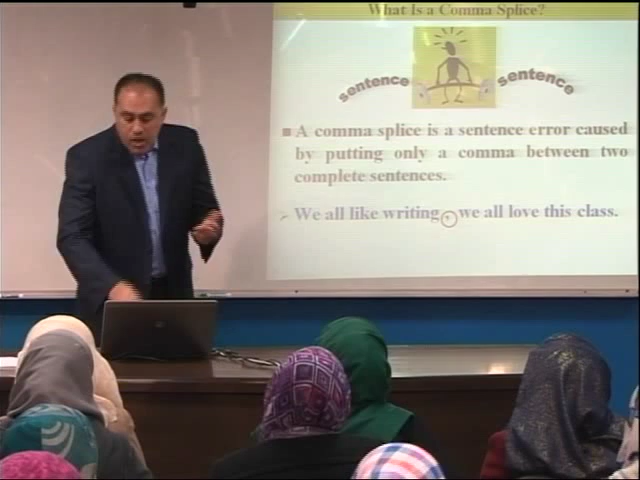 What Is a Comma Splice?
sentence sentence
A comma splice is a sentence error caused
by putting only a comma between two
complete sentences.
We all like writing , we all love this class.